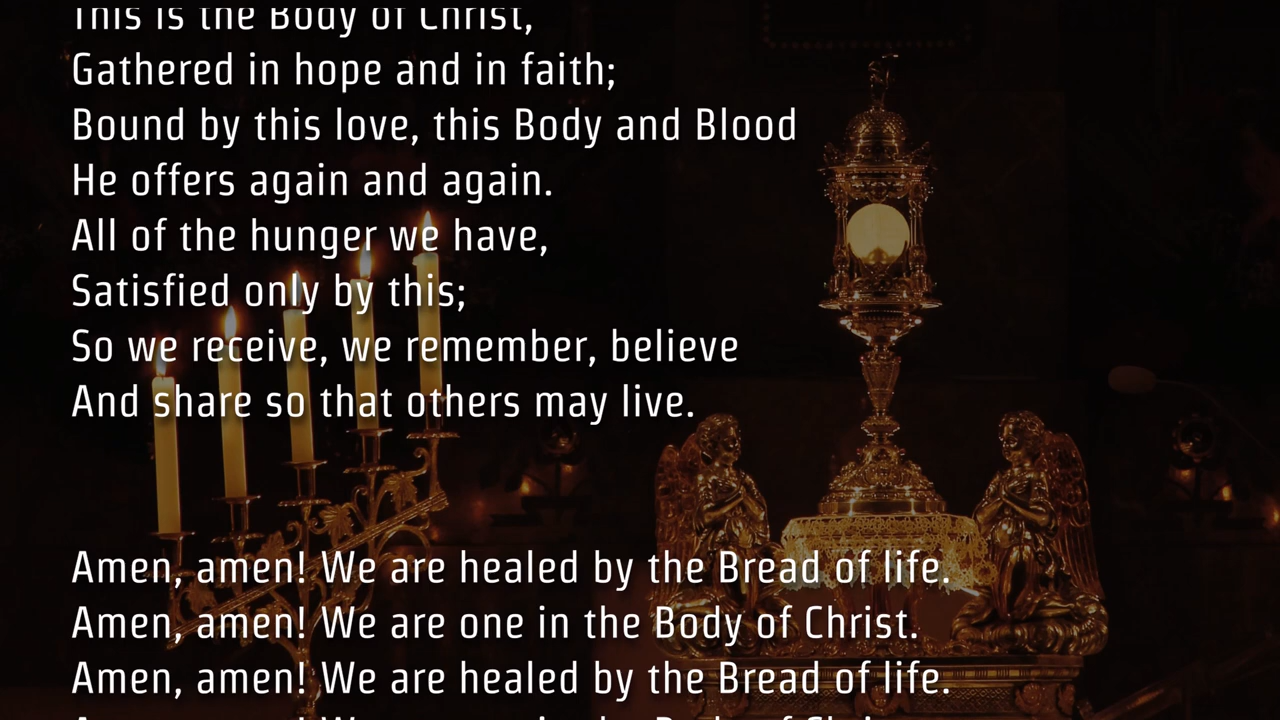 This is the Body of Christ,
Gathered in hope and in faith;
Bound by this love, this Body and Blood
He offers again and again.
All of the hunger we have,
Satisfied only by this;
So we receive, we remember, believe
And share so that others may live.
Amen, amen! We are healed by the Bread of life.
Amen, amen! We are one in the Body of Christ.
Amen, amen! We are healed by the Bread of life.